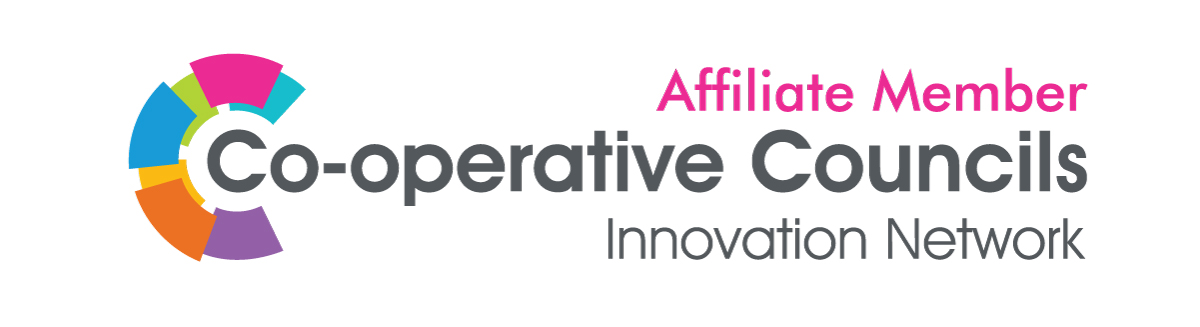 Affiliate Member
Co-operative Councils
Innovation Network